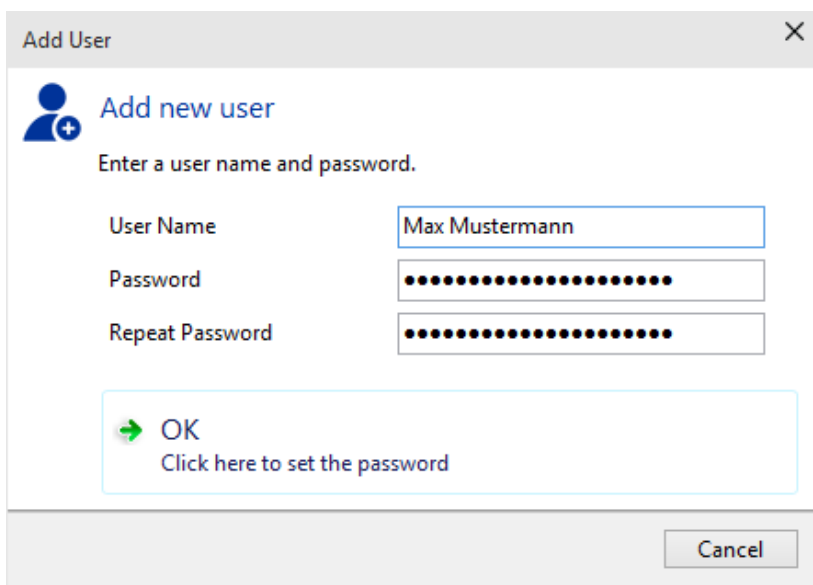 Add User
Add new user
Enter a user name and password.
User Name Max Mustermann
Password ●●●●●●●●●●●●●●●●●●●●●
Repeat Password ●●●●●●●●●●●●●●●●●●●●●
OK
Click here to set the password
Cancel